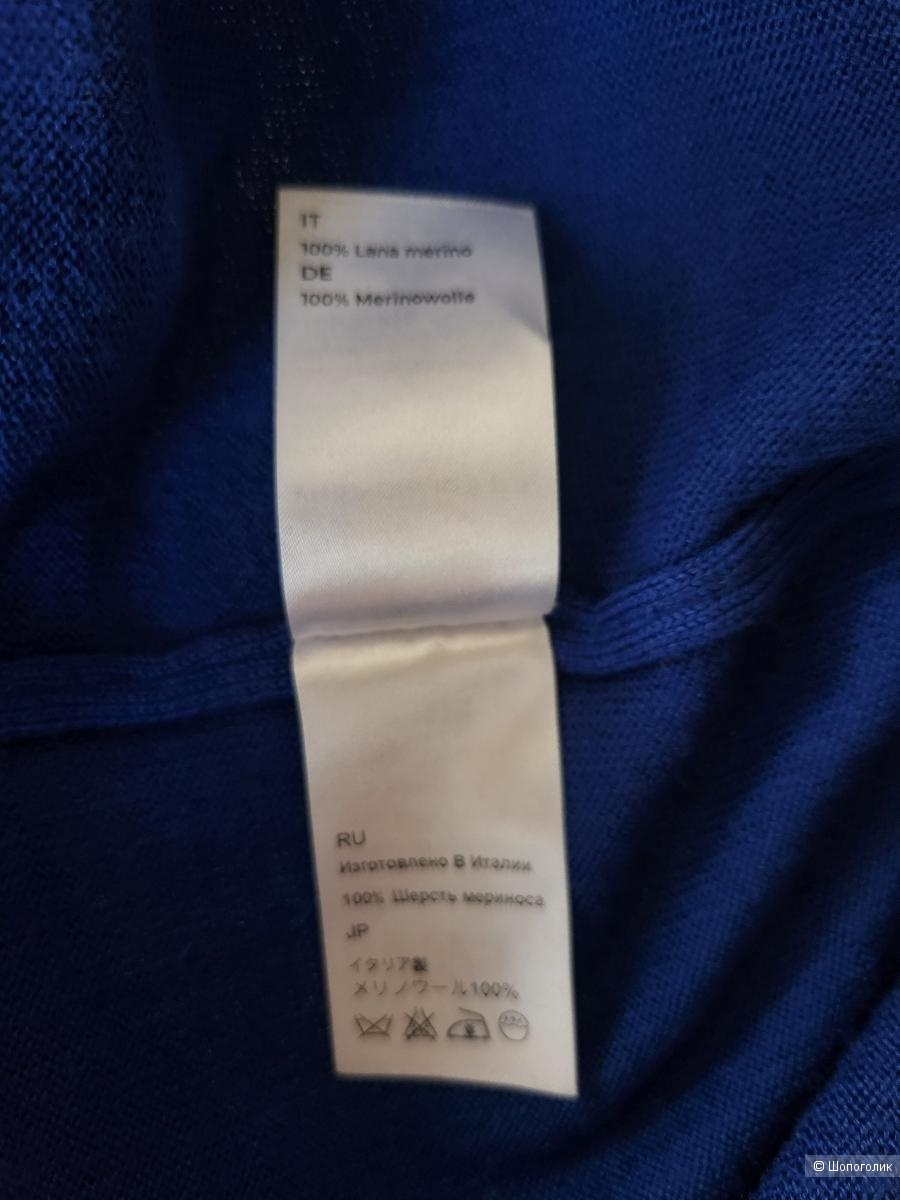 IT
100% Lana merino
DE
100% Merinowolle
RU
Изготовлено В Италии
100% Шерсть мериноса
JP
イタリア製
メリノウール100%
© Шопоголик